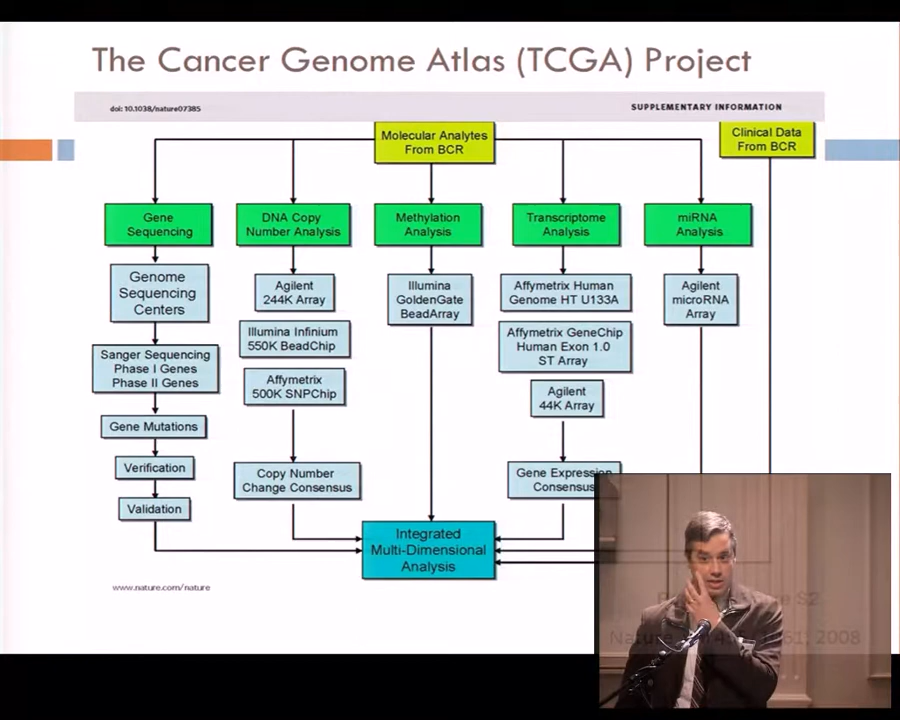 The Cancer Genome Atlas (TCGA) Project
doi: 10.1038/nature07385
SUPPLEMENTARY INFORMATION
Molecular Analytes
From BCR
Clinical Data
From BCR
Gene
Sequencing
DNA Copy
Number Analysis
Methylation
Analysis
Transcriptome
Analysis
miRNA
Analysis
Genome
Sequencing
Centers
Agilent
244K Array
Illumina
GoldenGate
BeadArray
Affymetrix Human
Genome HT U133A
Agilent
microRNA
Array
Illumina Infinium
550K BeadChip
Affymetrix GeneChip
Human Exon 1.0
ST Array
Sanger Sequencing
Phase I Genes
Phase II Genes
Affymetrix
500K SNPChip
Agilent
44K Array
Gene Mutations
Verification
Copy Number
Change Consensus
Gene Expression
Consensus
Validation
Integrated
Multi-Dimensional
Analysis
www.nature.com/nature
S2
2008